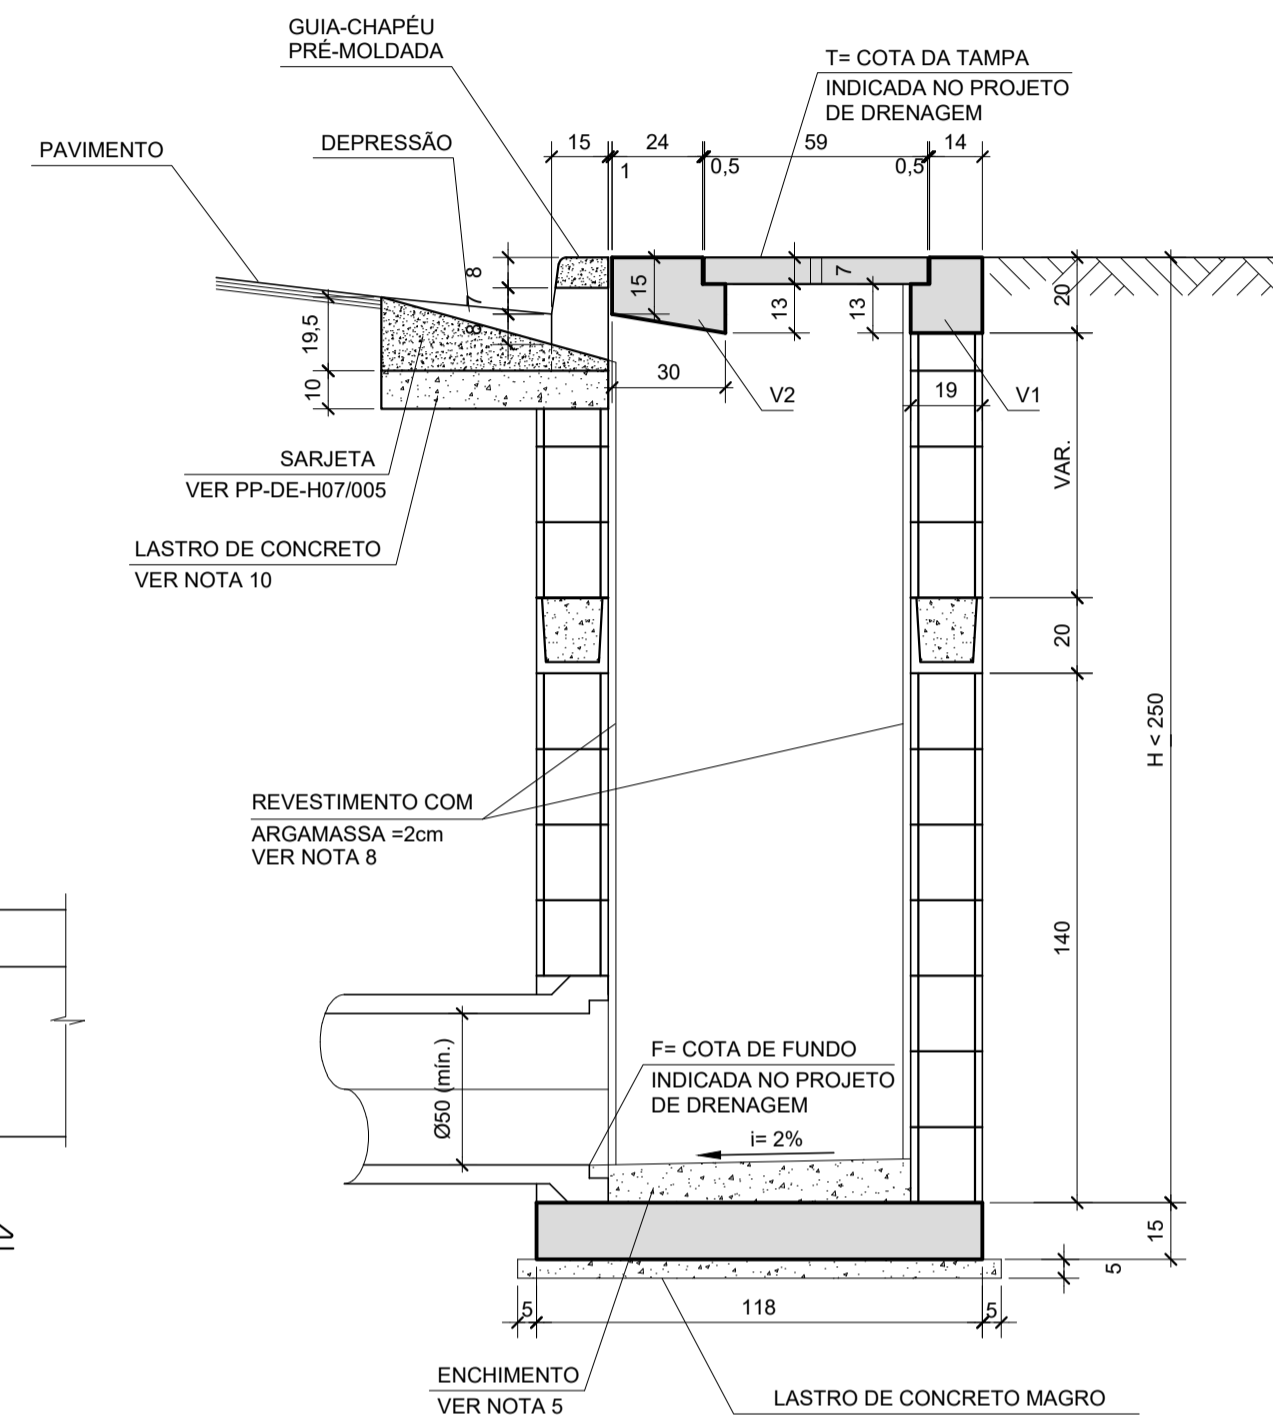 GUIA-CHAPÉU
PRÉ-MOLDADA
T= COTA DA TAMPA
INDICADA NO PROJETO
DE DRENAGEM
PAVIMENTO
DEPRESSÃO
15
24
59
14
1
0,5
0,5
8
7
8
15
13
7
13
20
19,5
10
30
V2
19
V1
SARJETA
VER PP-DE-H07/005
VAR.
LASTRO DE CONCRETO
VER NOTA 10
20
H < 250
REVESTIMENTO COM
ARGAMASSA =2cm
VER NOTA 8
140
Ø50 (mín.)
F= COTA DE FUNDO
INDICADA NO PROJETO
DE DRENAGEM
i= 2%
15
5
5
118
5
ENCHIMENTO
VER NOTA 5
LASTRO DE CONCRETO MAGRO